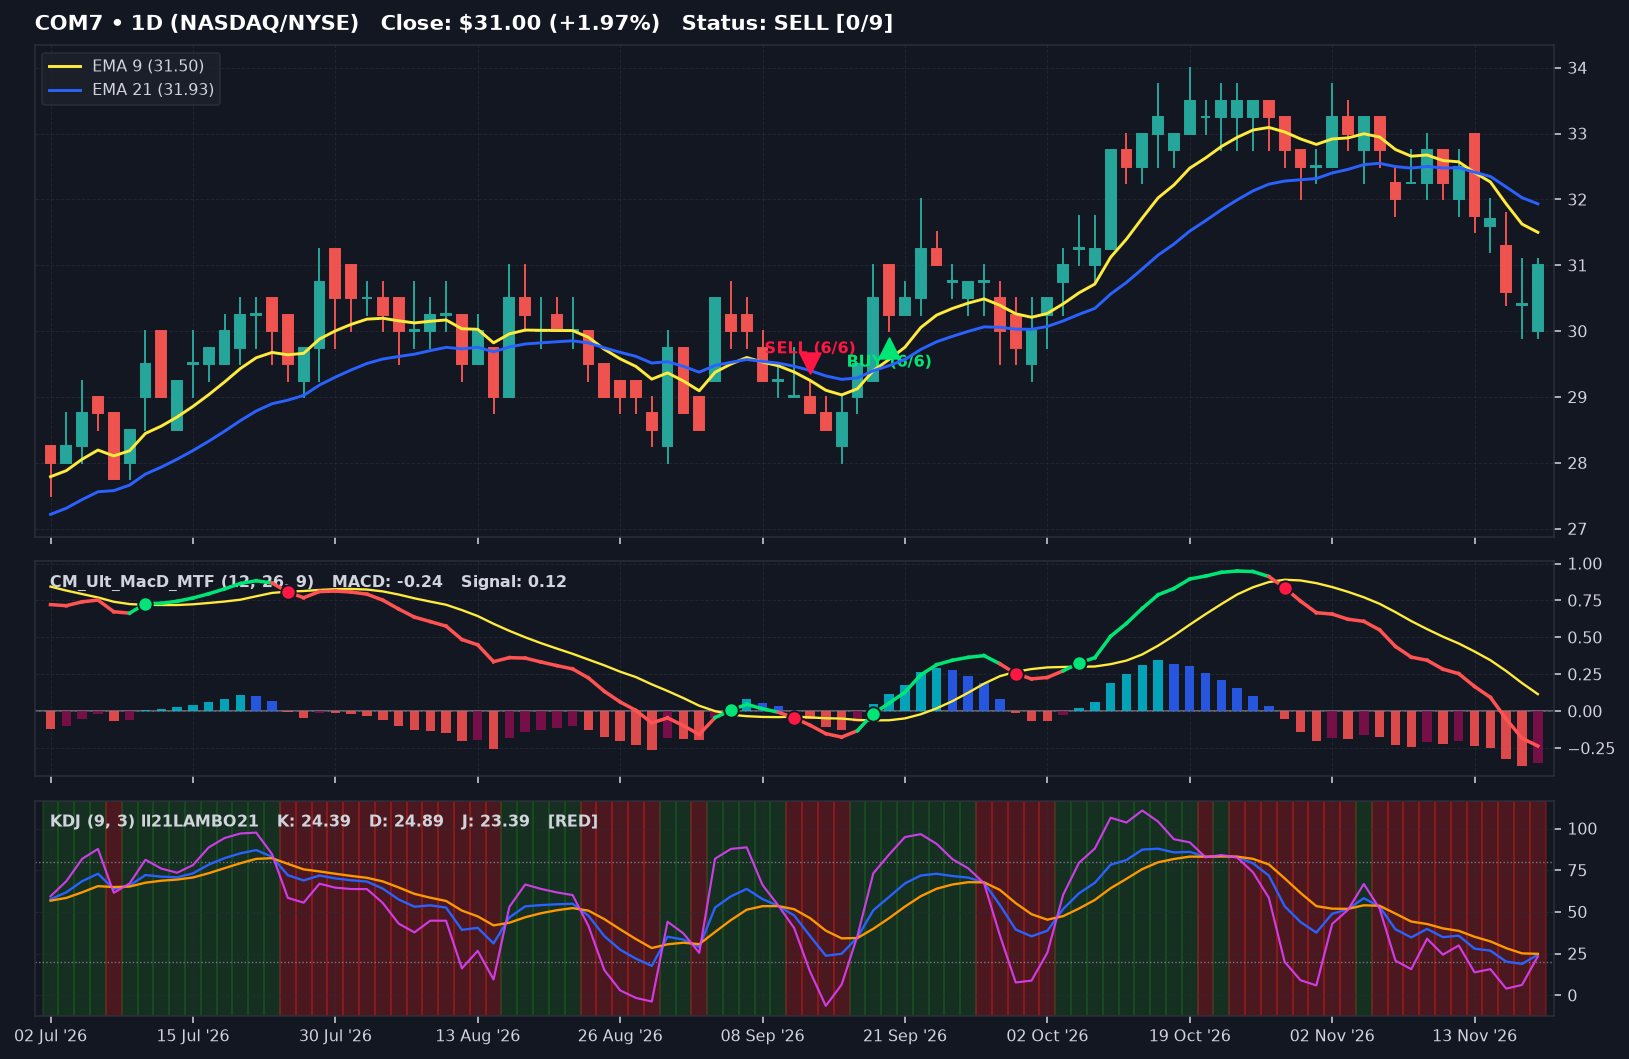 COM7 • 1D (NASDAQ/NYSE)   Close: $31.00 (+1.97%)   Status: SELL [0/9]
EMA 9 (31.50)
EMA 21 (31.93)
34
33
32
31
30
29
28
27
SELL (6/6)
BUY (6/6)
CM_Ult_MacD_MTF (12, 26, 9)   MACD: -0.24   Signal: 0.12
1.00
0.75
0.50
0.25
0.00
−0.25
KDJ (9, 3) II21LAMBO21   K: 24.39   D: 24.89   J: 23.39   [RED]
100
75
50
25
0
02 Jul '26
15 Jul '26
30 Jul '26
13 Aug '26
26 Aug '26
08 Sep '26
21 Sep '26
02 Oct '26
19 Oct '26
02 Nov '26
13 Nov '26